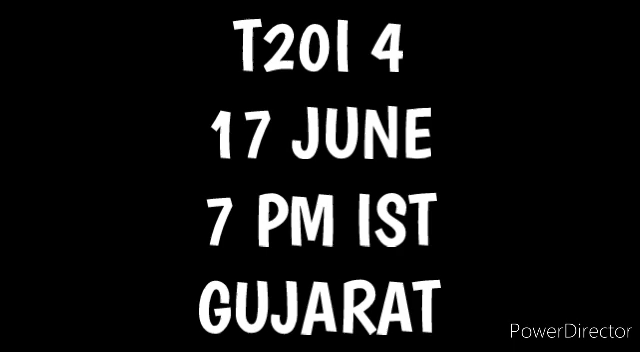 T20I 4
17 JUNE
7 PM IST
GUJARAT
PowerDirector